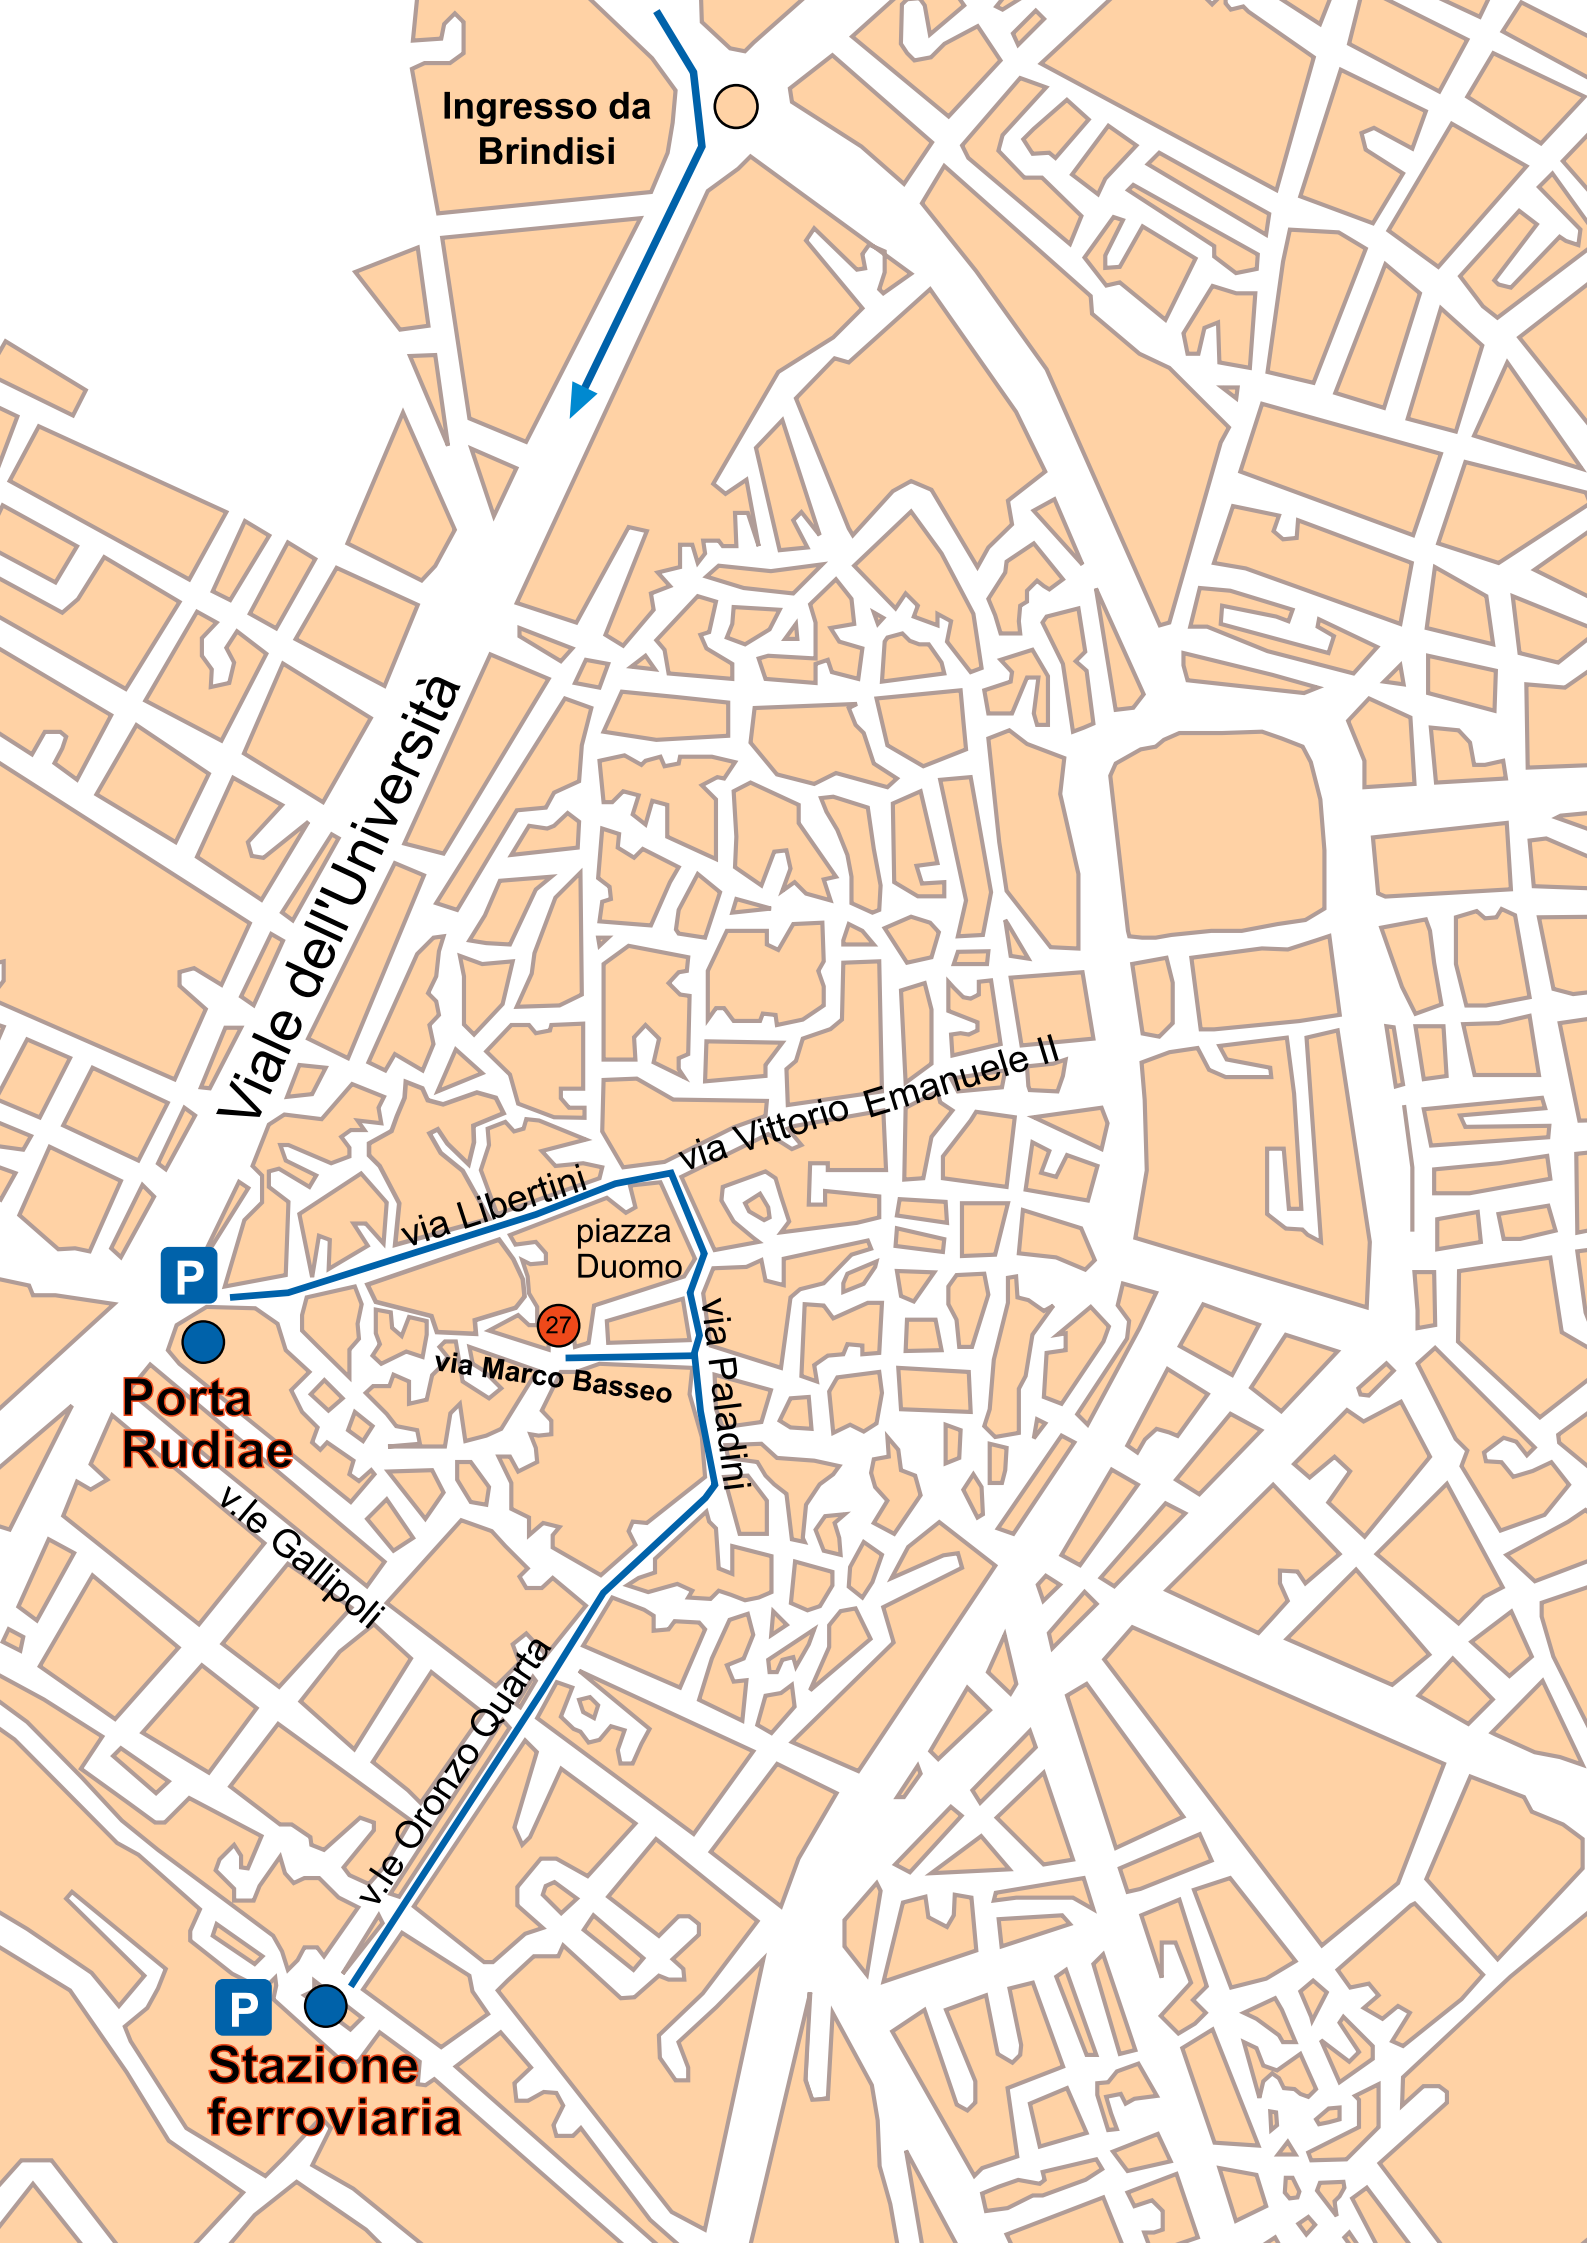 Ingresso da
Brindisi
Viale dell'Università
via Vittorio Emanuele II
via Libertini
piazza
Duomo
P
27
via Paladini
via Marco Basseo
Porta
Rudiae
v.le Gallipoli
v.le Oronzo Quarta
P
Stazione
ferroviaria